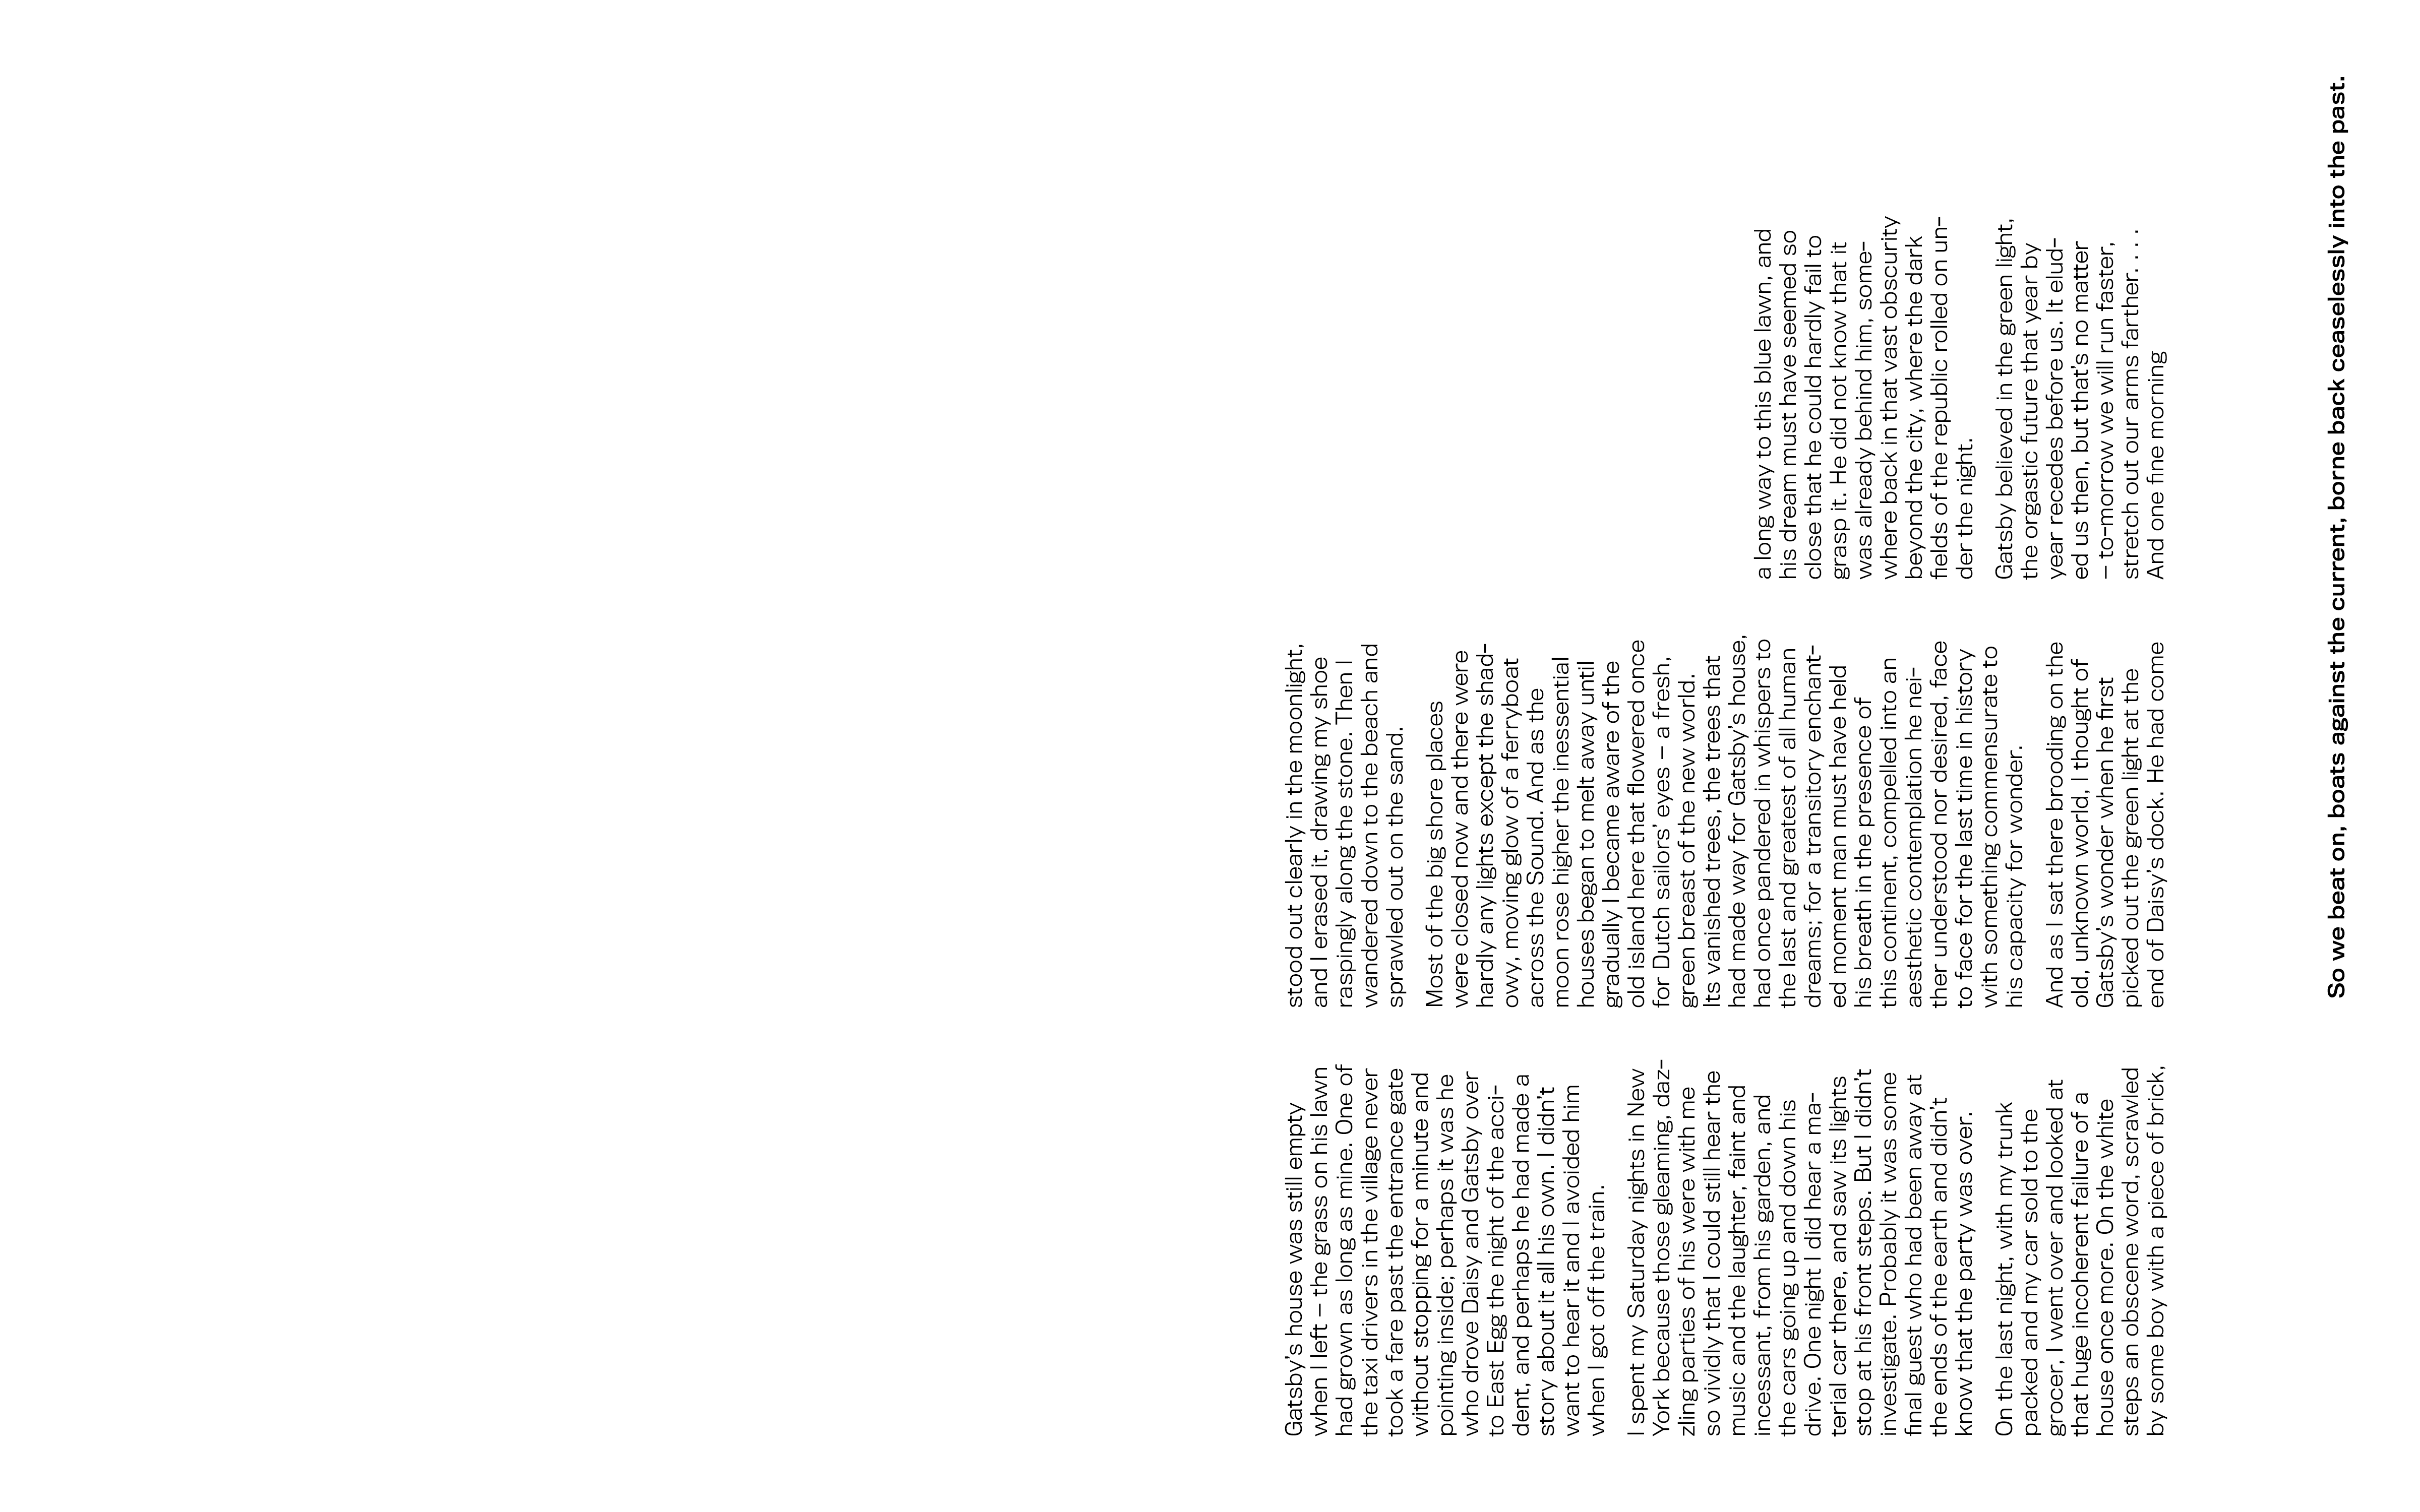 Gatsby's house was still empty
when I left – the grass on his lawn
had grown as long as mine. One of
the taxi drivers in the village never
took a fare past the entrance gate
without stopping for a minute and
pointing inside; perhaps it was he
who drove Daisy and Gatsby over
to East Egg the night of the acci-
dent, and perhaps he had made a
story about it all his own. I didn't
want to hear it and I avoided him
when I got off the train.
I spent my Saturday nights in New
York because those gleaming, daz-
zling parties of his were with me
so vividly that I could still hear the
music and the laughter, faint and
incessant, from his garden, and
the cars going up and down his
drive. One night I did hear a ma-
terial car there, and saw its lights
stop at his front steps. But I didn't
investigate. Probably it was some
final guest who had been away at
the ends of the earth and didn't
know that the party was over.
On the last night, with my trunk
packed and my car sold to the
grocer, I went over and looked at
that huge incoherent failure of a
house once more. On the white
steps an obscene word, scrawled
by some boy with a piece of brick,
stood out clearly in the moonlight,
and I erased it, drawing my shoe
raspingly along the stone. Then I
wandered down to the beach and
sprawled out on the sand.
Most of the big shore places
were closed now and there were
hardly any lights except the shad-
owy, moving glow of a ferryboat
across the Sound. And as the
moon rose higher the inessential
houses began to melt away until
gradually I became aware of the
old island here that flowered once
for Dutch sailors' eyes – a fresh,
green breast of the new world.
Its vanished trees, the trees that
had made way for Gatsby's house,
had once pandered in whispers to
the last and greatest of all human
dreams; for a transitory enchant-
ed moment man must have held
his breath in the presence of
this continent, compelled into an
aesthetic contemplation he nei-
ther understood nor desired, face
to face for the last time in history
with something commensurate to
his capacity for wonder.
And as I sat there brooding on the
old, unknown world, I thought of
Gatsby's wonder when he first
picked out the green light at the
end of Daisy's dock. He had come
a long way to this blue lawn, and
his dream must have seemed so
close that he could hardly fail to
grasp it. He did not know that it
was already behind him, some-
where back in that vast obscurity
beyond the city, where the dark
fields of the republic rolled on un-
der the night.
Gatsby believed in the green light,
the orgastic future that year by
year recedes before us. It elud-
ed us then, but that's no matter
– to-morrow we will run faster,
stretch out our arms farther. . . .
And one fine morning
So we beat on, boats against the current, borne back ceaselessly into the past.